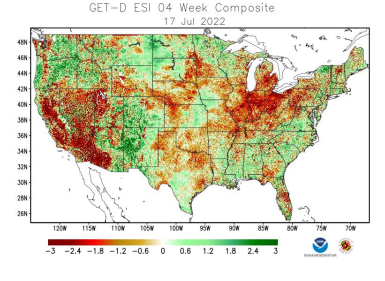 GET-D ESI 04 Week Composite
17 Jul 2022
48N
46N
44N
42N
40N
38N
36N
34N
32N
30N
28N
26N
120W 115W 110W 105W 100W 95W 90W 85W 80W 75W 70W
-3 -2.4 -1.8 -1.2 -0.6 0 0.6 1.2 1.8 2.4 3